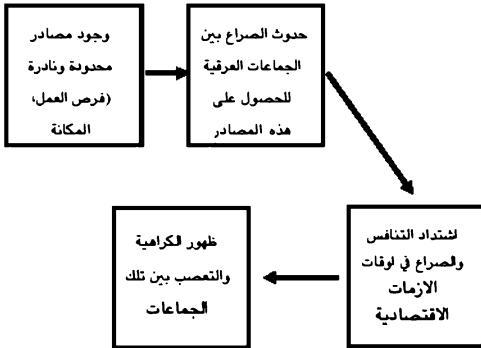 وجود مصادر
محدودة ونادرة
(فرص العمل،
المكانة
حدوث الصراع بين
الجماعات العرقية
للحصول على
هذه المصادر
اشتداد التنافس
والصراع في اوقات
الازمات
الاقتصادية
ظهور الكراهية
والتعصب بين تلك
الجماعات